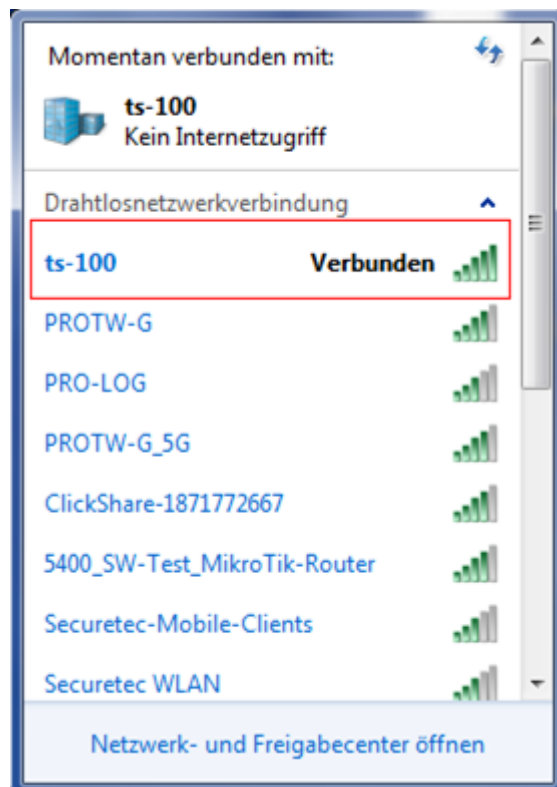 Momentan verbunden mit:
ts-100
Kein Internetzugriff
Drahtlosnetzwerkverbindung
ts-100 Verbunden
PROTW-G
PRO-LOG
PROTW-G_5G
ClickShare-1871772667
5400_SW-Test_MikroTik-Router
Securetec-Mobile-Clients
Securetec WLAN
Netzwerk- und Freigabecenter öffnen